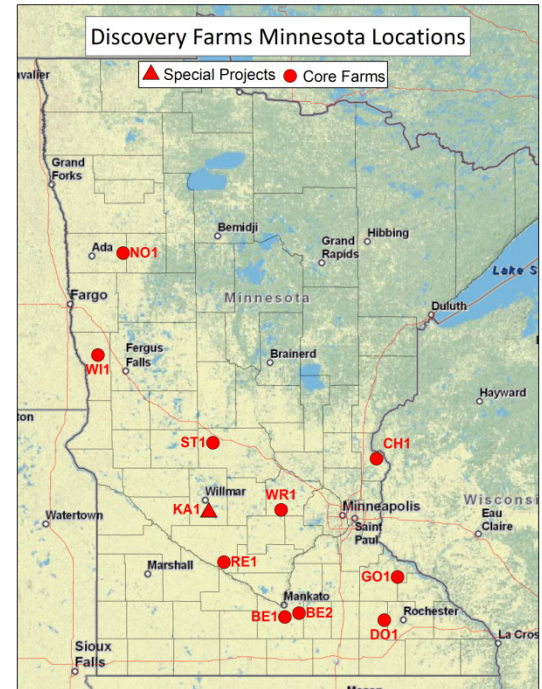 Discovery Farms Minnesota Locations
Special Projects Core Farms
avalier
Grand
Forks
Bemidji
Hibbing
Grand
Rapids
Ada
NO1
Lake S
Fargo
Minnesota
Duluth
Fergus
Falls
WI1
Brainerd
Hayward
ton
ST1
CH1
Willmar
KA1
WR1
Minneapolis
Saint
Paul
Wisconsi
Eau
Claire
Watertown
RE1
Marshall
GO1
Mankato
BE1
BE2
Rochester
DO1
La Cros
Sioux
Falls